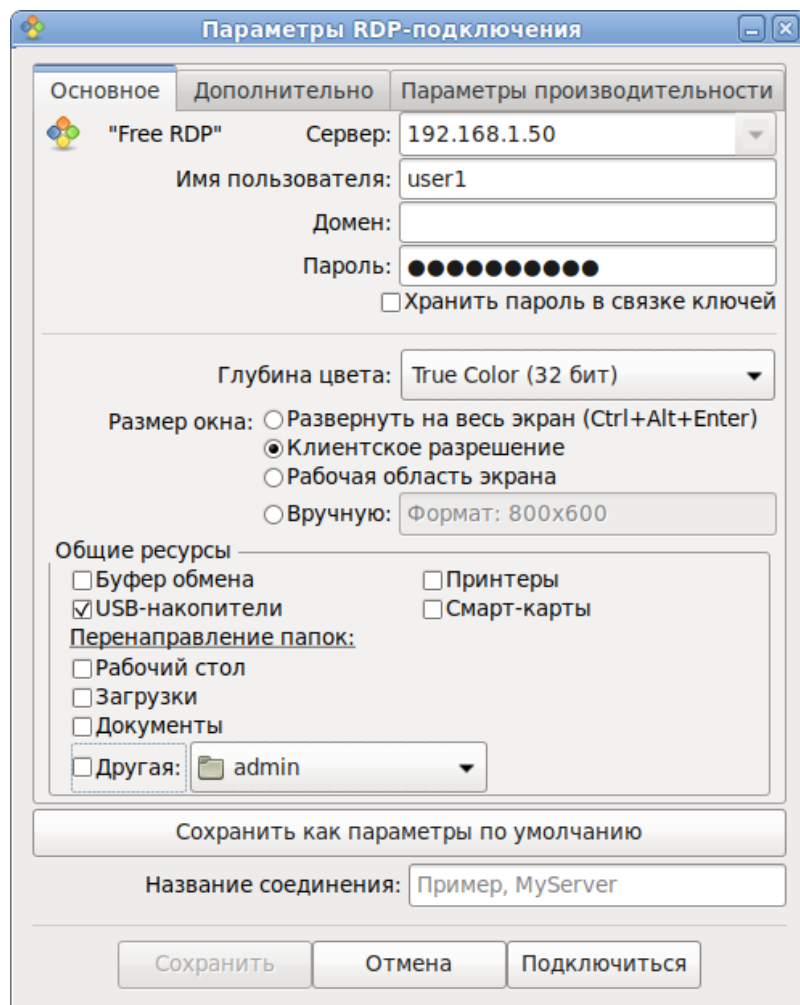 Параметры RDP-подключения
Основное Дополнительно Параметры производительности
"Free RDP" Сервер: 192.168.1.50
Имя пользователя: user1
Домен:
Пароль: ●●●●●●●●●●
Хранить пароль в связке ключей
Глубина цвета: True Color (32 бит)
Размер окна: Развернуть на весь экран (Ctrl+Alt+Enter)
Клиентское разрешение
Рабочая область экрана
Вручную: Формат: 800x600
Общие ресурсы
Буфер обмена Принтеры
USB-накопители Смарт-карты
Перенаправление папок:
Рабочий стол
Загрузки
Документы
Другая: admin
Сохранить как параметры по умолчанию
Название соединения: Пример, MyServer
Сохранить Отмена Подключиться